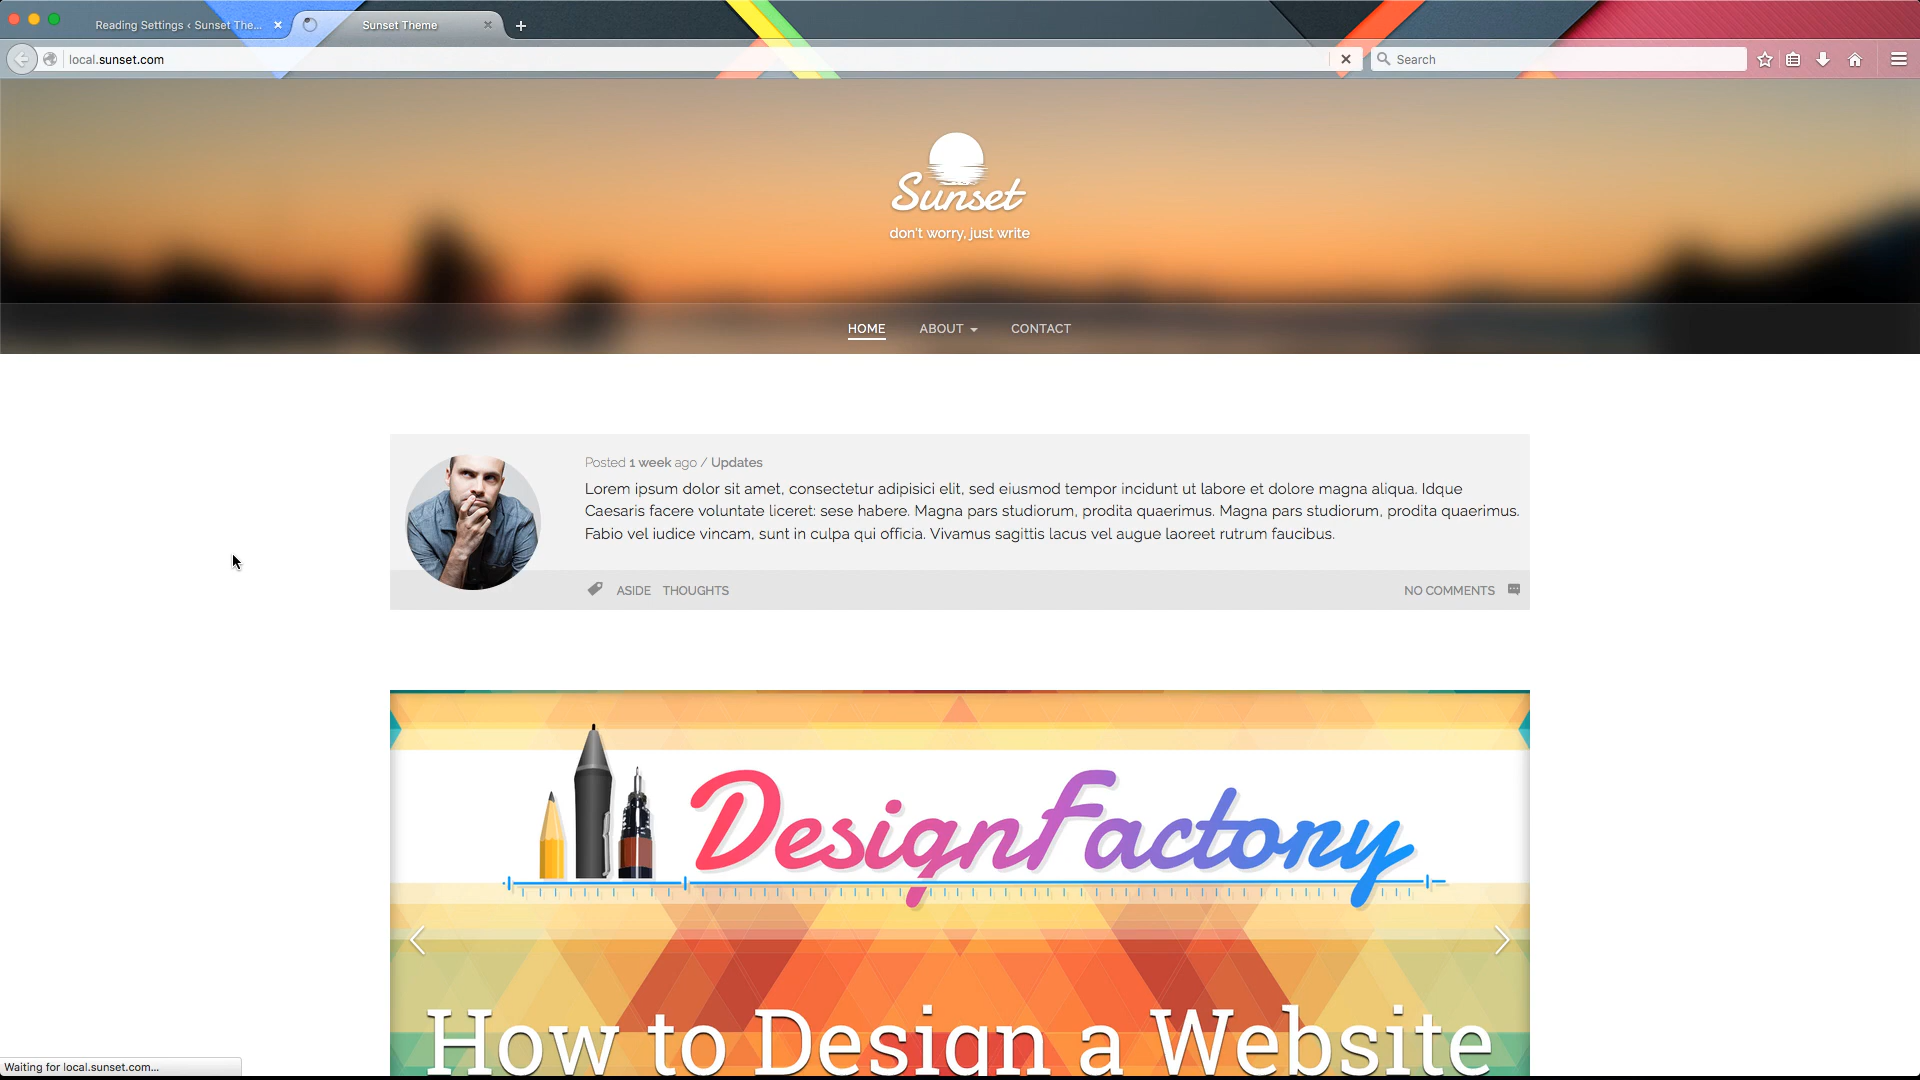 Reading Settings ‹ Sunset The...
Sunset Theme
local.sunset.com
Search
Sunset
don't worry, just write
HOME
ABOUT
CONTACT
Posted 1 week ago / Updates
Lorem ipsum dolor sit amet, consectetur adipisici elit, sed eiusmod tempor incidunt ut labore et dolore magna aliqua. Idque
Caesaris facere voluntate liceret: sese habere. Magna pars studiorum, prodita quaerimus. Magna pars studiorum, prodita quaerimus.
Fabio vel iudice vincam, sunt in culpa qui officia. Vivamus sagittis lacus vel augue laoreet rutrum faucibus.
ASIDE THOUGHTS
NO COMMENTS
DesignFactory
How to Design a Website
Waiting for local.sunset.com...